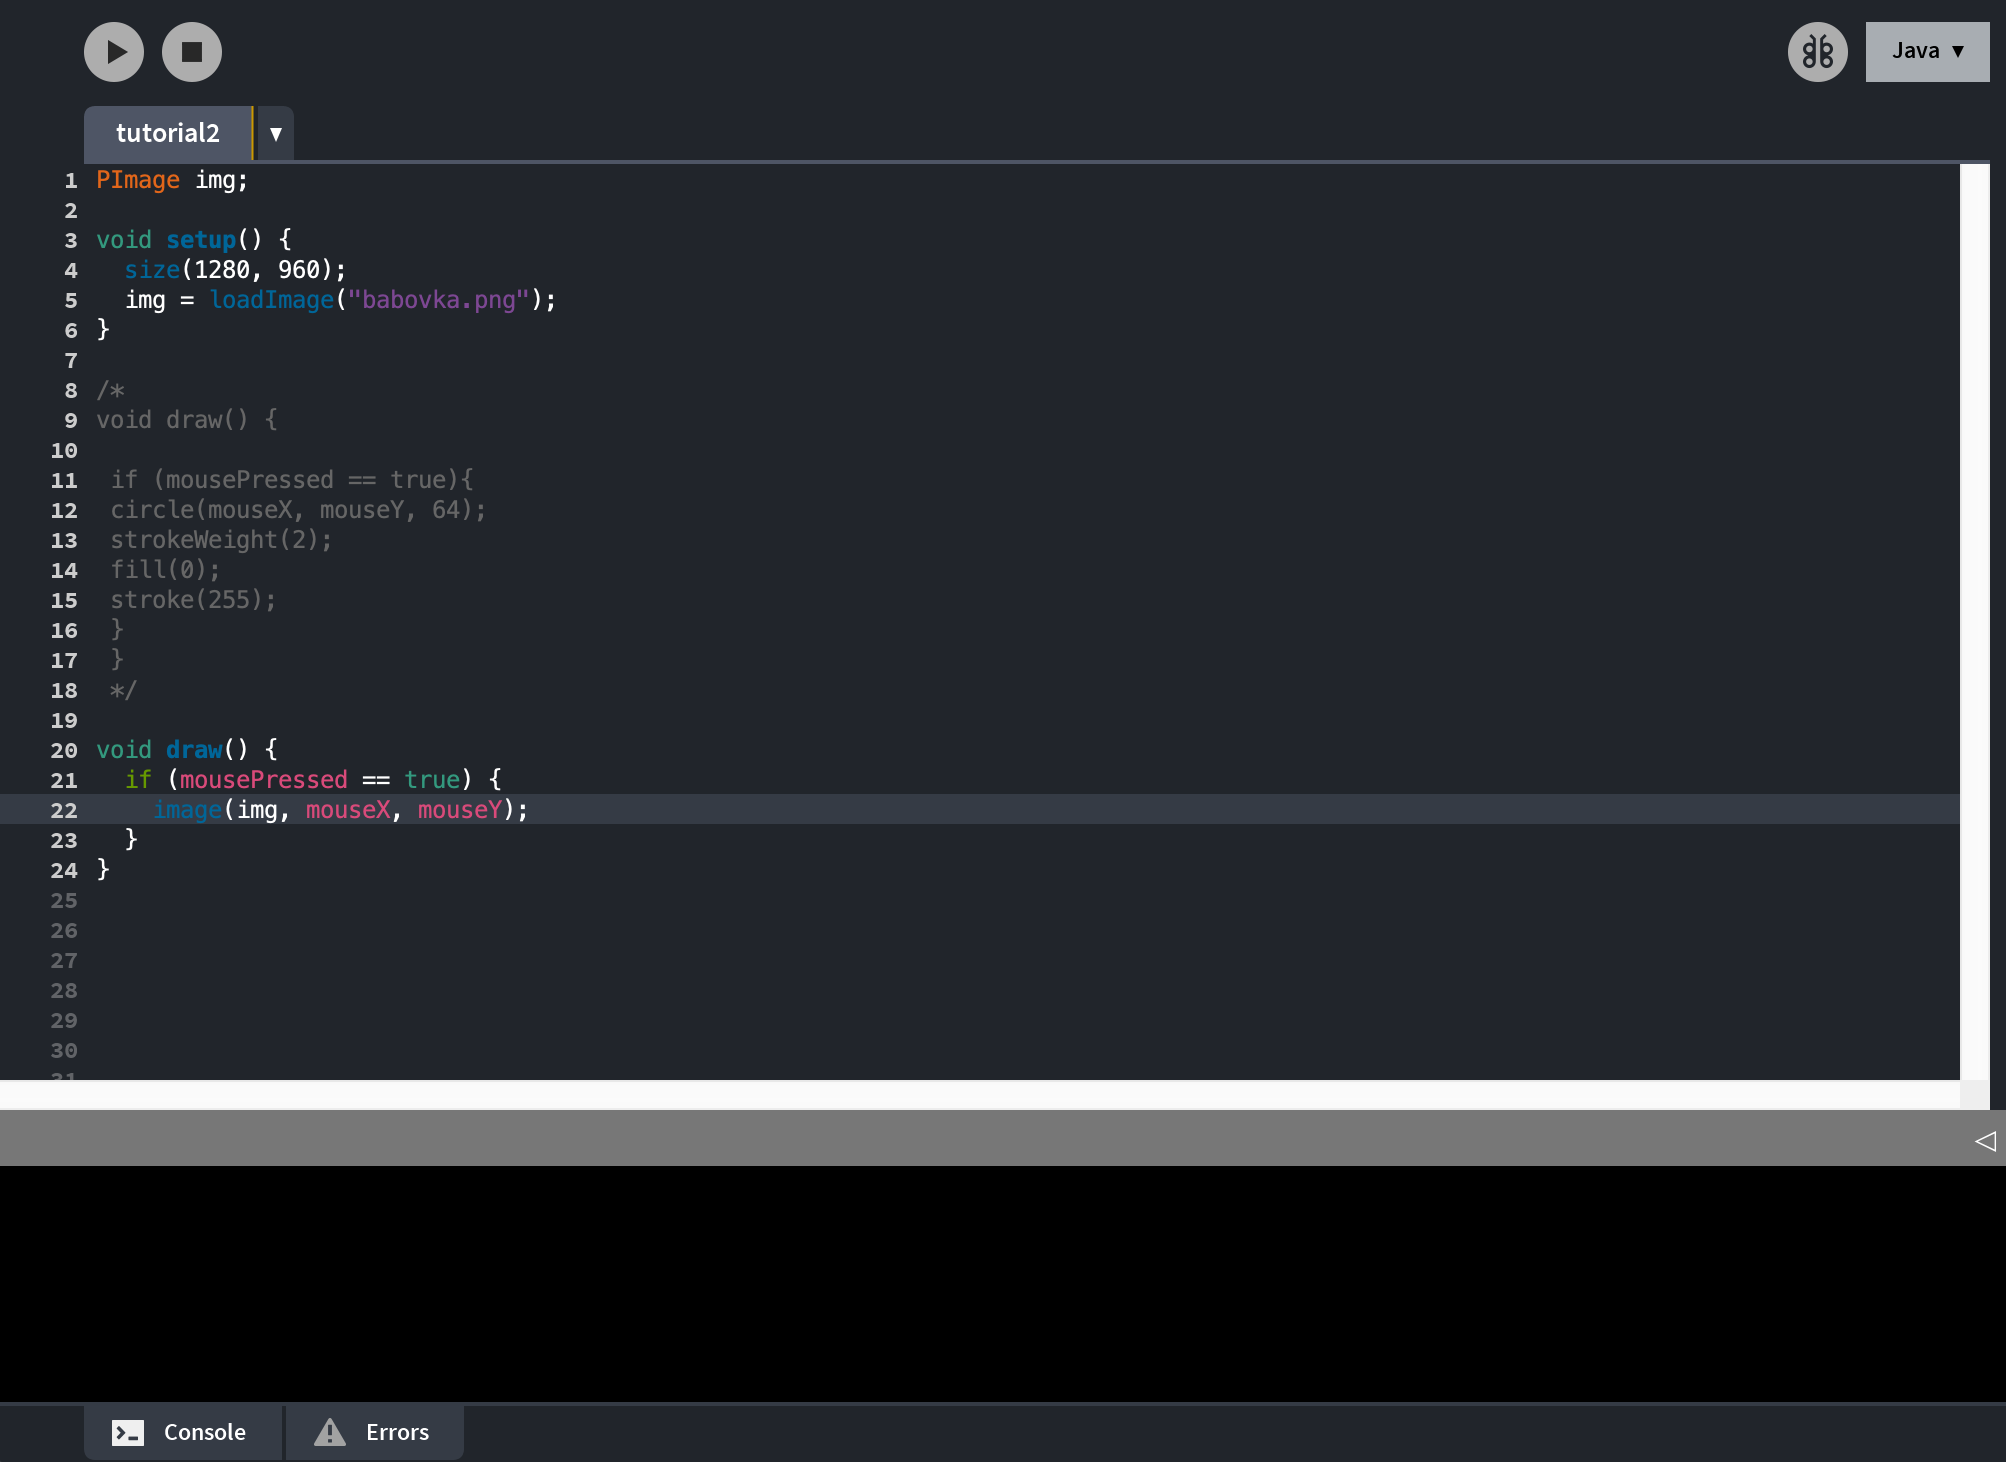 Java ▼
tutorial2 ▼
1 PImage img;
2
3 void setup() {
4   size(1280, 960);
5   img = loadImage("babovka.png");
6 }
7
8 /*
9 void draw() {
10
11  if (mousePressed == true){
12  circle(mouseX, mouseY, 64);
13  strokeWeight(2);
14  fill(0);
15  stroke(255);
16  }
17  }
18  */
19
20 void draw() {
21   if (mousePressed == true) {
22     image(img, mouseX, mouseY);
23   }
24 }
25
26
27
28
29
30
31
Console Errors